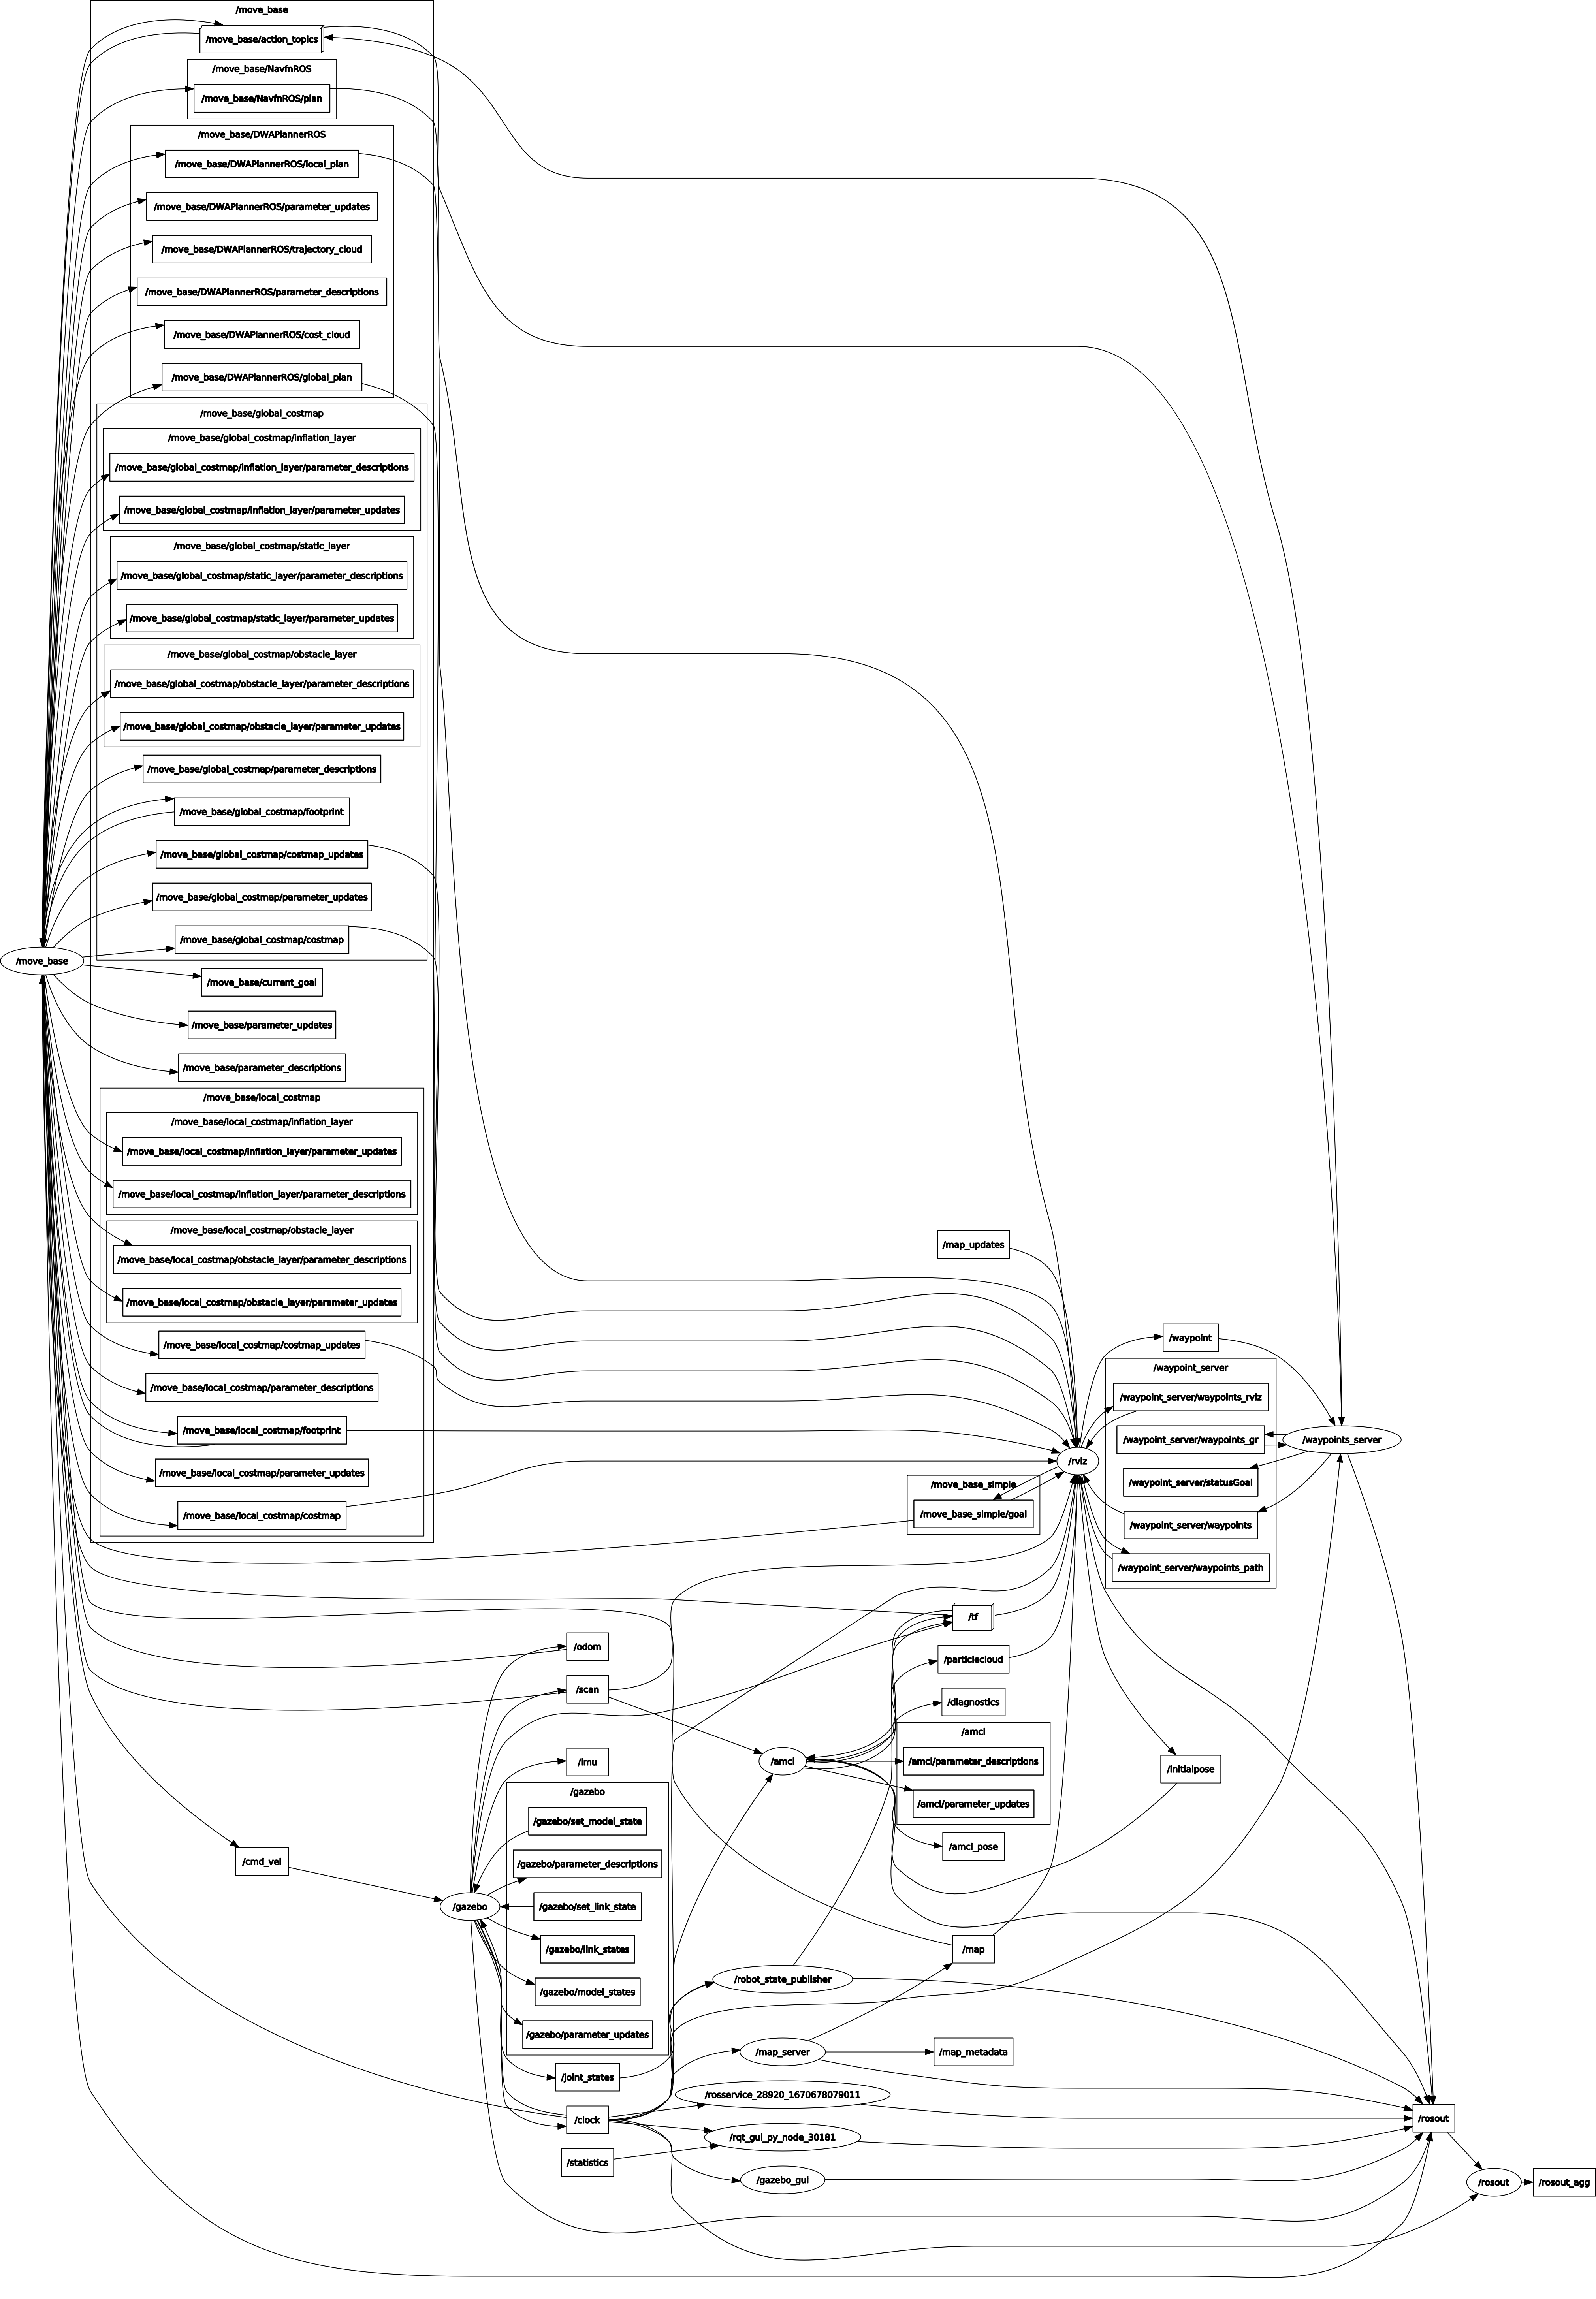 /move_base
/move_base/action_topics
/move_base/NavfnROS
/move_base/NavfnROS/plan
/move_base/DWAPlannerROS
/move_base/DWAPlannerROS/local_plan
/move_base/DWAPlannerROS/parameter_updates
/move_base/DWAPlannerROS/trajectory_cloud
/move_base/DWAPlannerROS/parameter_descriptions
/move_base/DWAPlannerROS/cost_cloud
/move_base/DWAPlannerROS/global_plan
/move_base/global_costmap
/move_base/global_costmap/inflation_layer
/move_base/global_costmap/inflation_layer/parameter_descriptions
/move_base/global_costmap/inflation_layer/parameter_updates
/move_base/global_costmap/static_layer
/move_base/global_costmap/static_layer/parameter_descriptions
/move_base/global_costmap/static_layer/parameter_updates
/move_base/global_costmap/obstacle_layer
/move_base/global_costmap/obstacle_layer/parameter_descriptions
/move_base/global_costmap/obstacle_layer/parameter_updates
/move_base/global_costmap/parameter_descriptions
/move_base/global_costmap/footprint
/move_base/global_costmap/costmap_updates
/move_base/global_costmap/parameter_updates
/move_base/global_costmap/costmap
/move_base
/move_base/current_goal
/move_base/parameter_updates
/move_base/parameter_descriptions
/move_base/local_costmap
/move_base/local_costmap/inflation_layer
/move_base/local_costmap/inflation_layer/parameter_updates
/move_base/local_costmap/inflation_layer/parameter_descriptions
/move_base/local_costmap/obstacle_layer
/move_base/local_costmap/obstacle_layer/parameter_descriptions
/move_base/local_costmap/obstacle_layer/parameter_updates
/move_base/local_costmap/costmap_updates
/move_base/local_costmap/parameter_descriptions
/move_base/local_costmap/footprint
/move_base/local_costmap/parameter_updates
/move_base/local_costmap/costmap
/map_updates
/waypoint
/waypoint_server
/waypoint_server/waypoints_rviz
/waypoint_server/waypoints_gr
/waypoints_server
/waypoint_server/statusGoal
/waypoint_server/waypoints
/waypoint_server/waypoints_path
/rviz
/move_base_simple
/move_base_simple/goal
/tf
/odom
/particlecloud
/scan
/diagnostics
/amcl
/imu
/amcl
/amcl/parameter_descriptions
/amcl/parameter_updates
/initialpose
/gazebo
/gazebo/set_model_state
/gazebo/parameter_descriptions
/gazebo/set_link_state
/gazebo/link_states
/gazebo/model_states
/gazebo/parameter_updates
/amcl_pose
/cmd_vel
/gazebo
/map
/robot_state_publisher
/map_server
/map_metadata
/joint_states
/rosservice_28920_1670678079011
/clock
/rosout
/rqt_gui_py_node_30181
/statistics
/gazebo_gui
/rosout
/rosout_agg